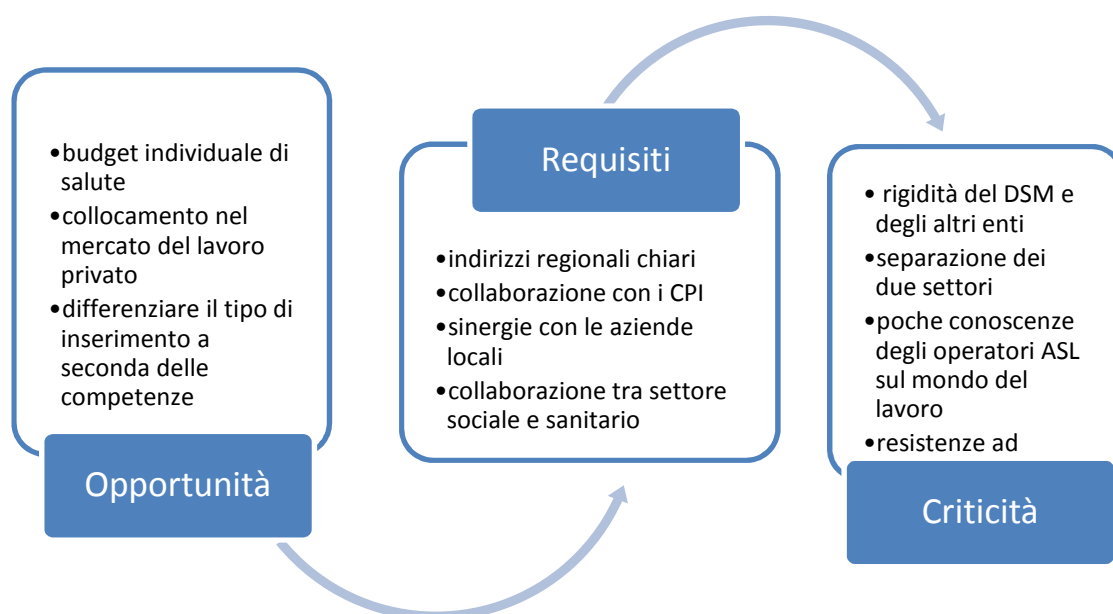 •budget individuale di
salute
•collocamento nel
mercato del lavoro
privato
•differenziare il tipo di
inserimento a
seconda delle
competenze
Opportunità
Requisiti
•indirizzi regionali chiari
•collaborazione con i CPI
•sinergie con le aziende
locali
•collaborazione tra settore
sociale e sanitario
• rigidità del DSM e
degli altri enti
•separazione dei
due settori
•poche conoscenze
degli operatori ASL
sul mondo del
lavoro
•resistenze ad
Criticità